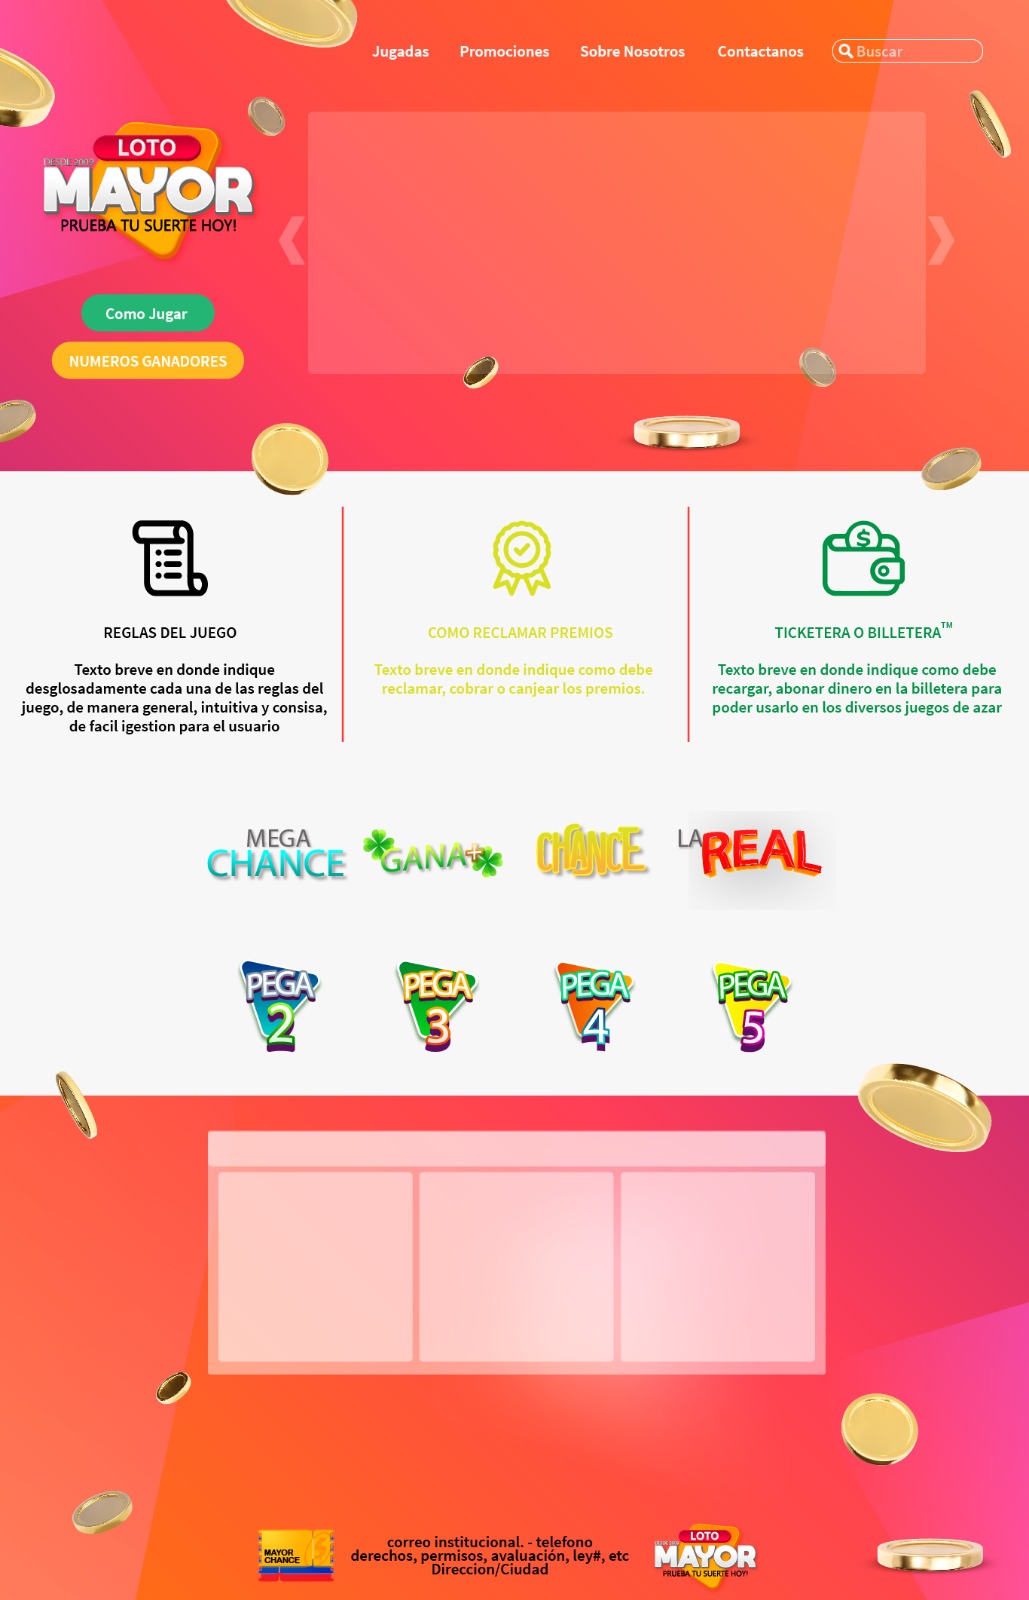 Jugadas Promociones Sobre Nosotros Contactanos Buscar
LOTO
DESDE 2009
MAYOR
PRUEBA TU SUERTE HOY!
Como Jugar
NUMEROS GANADORES
REGLAS DEL JUEGO
Texto breve en donde indique
desglosadamente cada una de las reglas del
juego, de manera general, intuitiva y consisa,
de facil igestion para el usuario
COMO RECLAMAR PREMIOS
Texto breve en donde indique como debe
reclamar, cobrar o canjear los premios.
$
TICKETERA O BILLETERA™
Texto breve en donde indique como debe
recargar, abonar dinero en la billetera para
poder usarlo en los diversos juegos de azar
MEGA
CHANCE
GANA+
CHANCE
LA REAL
PEGA
2
PEGA
3
PEGA
4
PEGA
5
MAYOR
CHANCE
correo institucional. - telefono
derechos, permisos, avaluación, ley#, etc
Direccion/Ciudad
LOTO
DESDE 2009
MAYOR
PRUEBA TU SUERTE HOY!